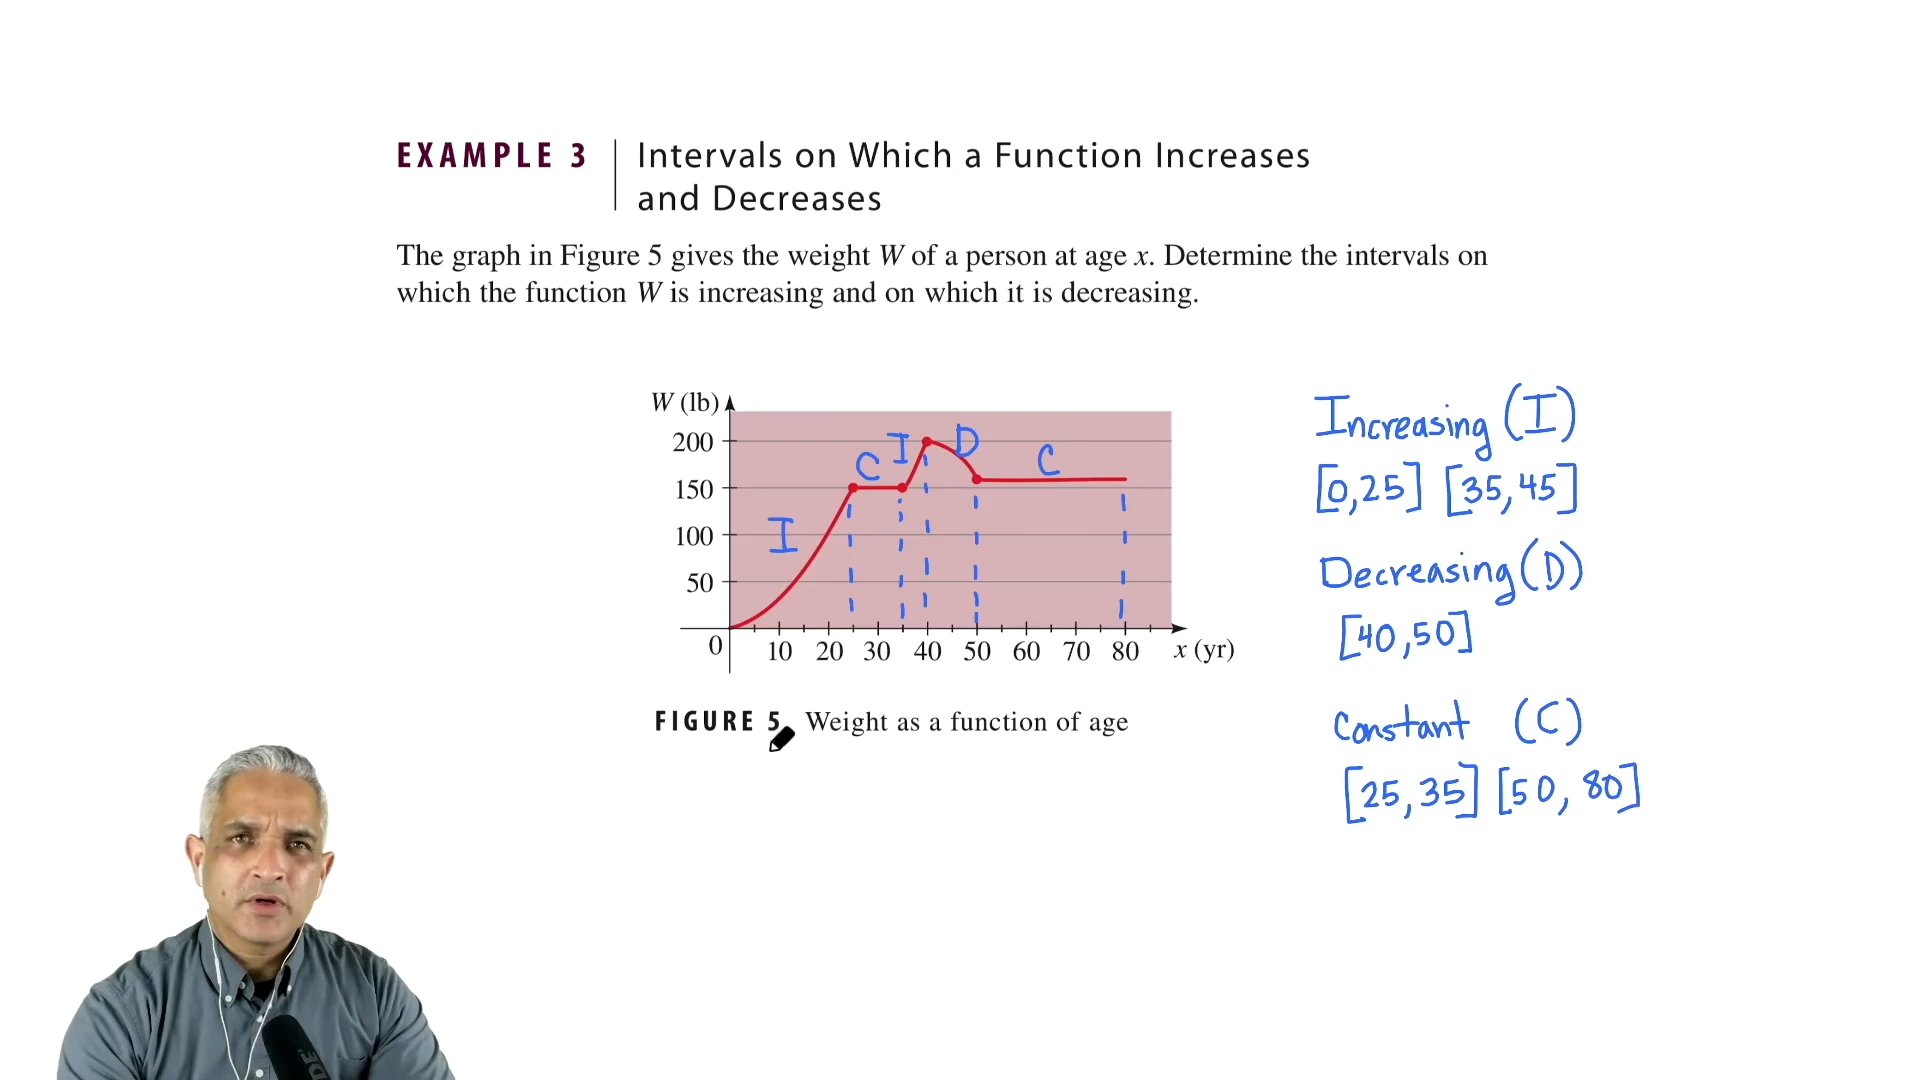 EXAMPLE 3
Intervals on Which a Function Increases
and Decreases
The graph in Figure 5 gives the weight W of a person at age x. Determine the intervals on
which the function W is increasing and on which it is decreasing.
W (lb)
200
150
100
50
0
10 20 30 40 50 60 70 80 x (yr)
I
C
I
D
C
FIGURE 5 Weight as a function of age
Increasing (I)
[0,25] [35,45]
Decreasing (D)
[40,50]
Constant (C)
[25,35] [50, 80]